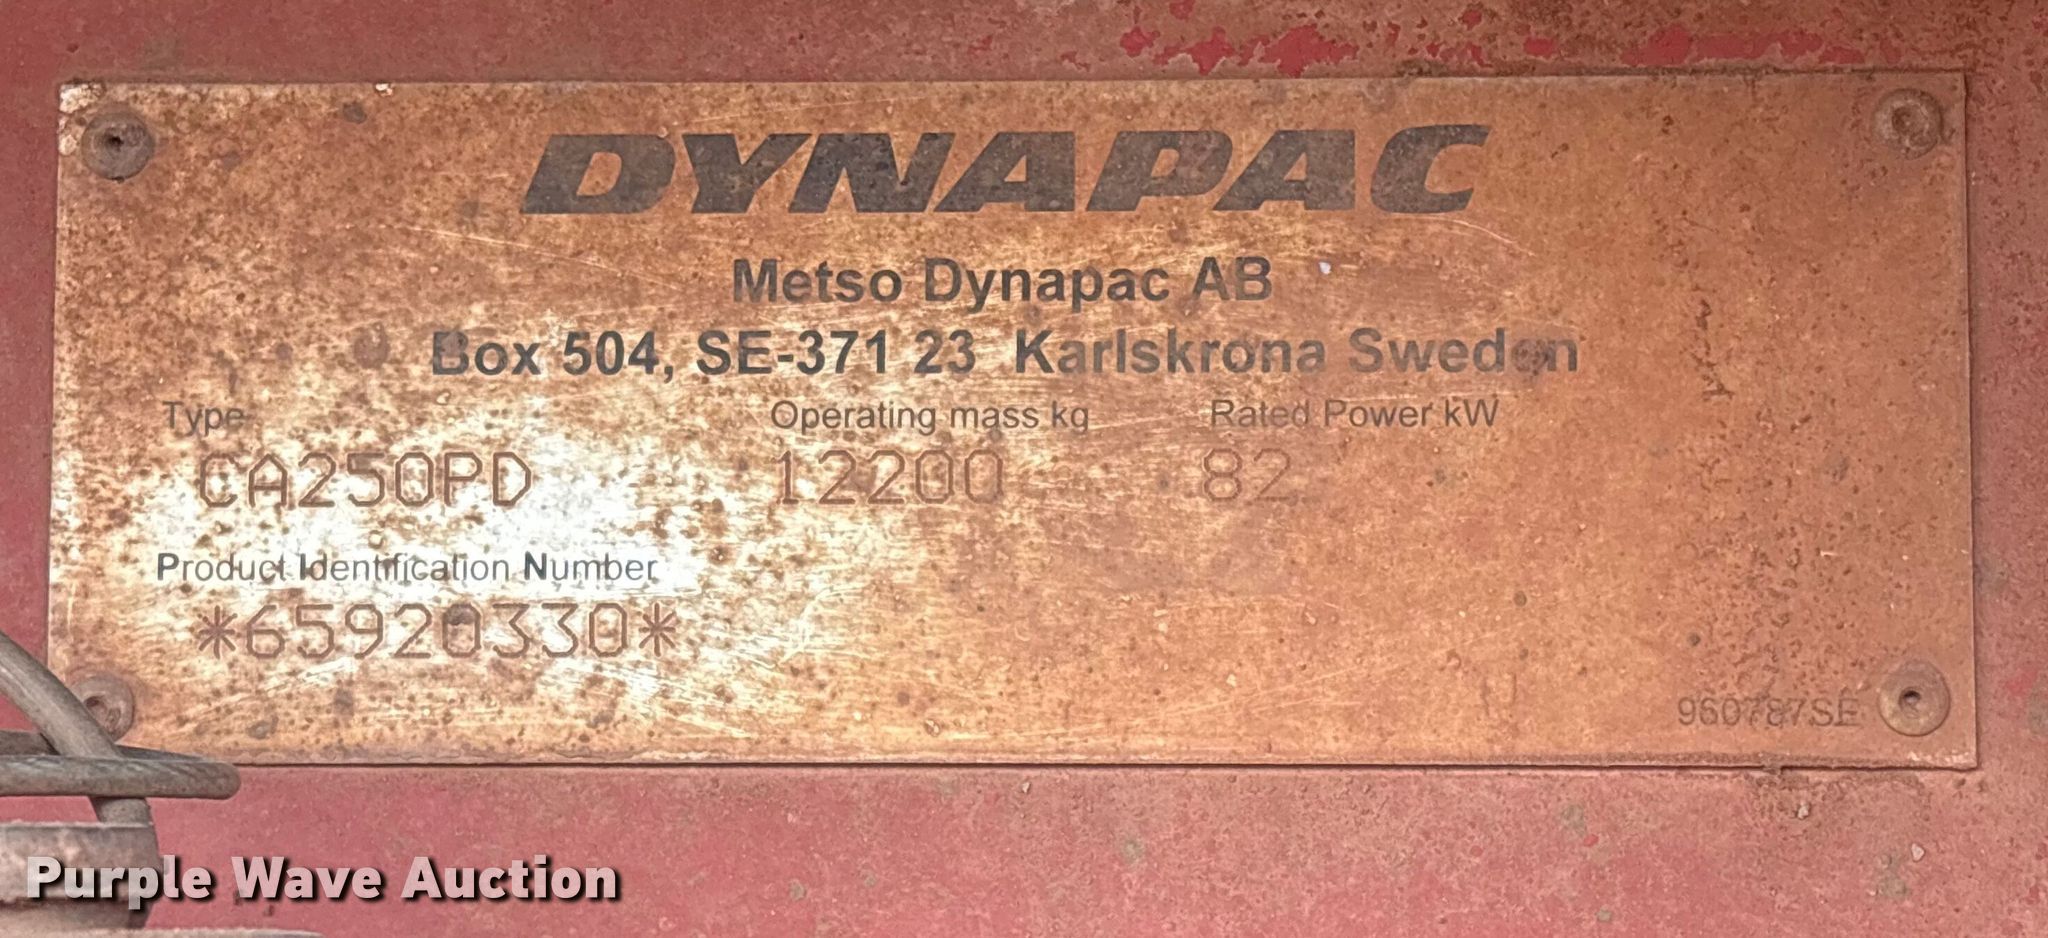 DYNAPAC
Metso Dynapac AB
Box 504, SE-371 23 Karlskrona Sweden
Type Operating mass kg Rated Power kW
CA250PD 12200 82
Product Identification Number
*65920330*
960787SE
Purple Wave Auction